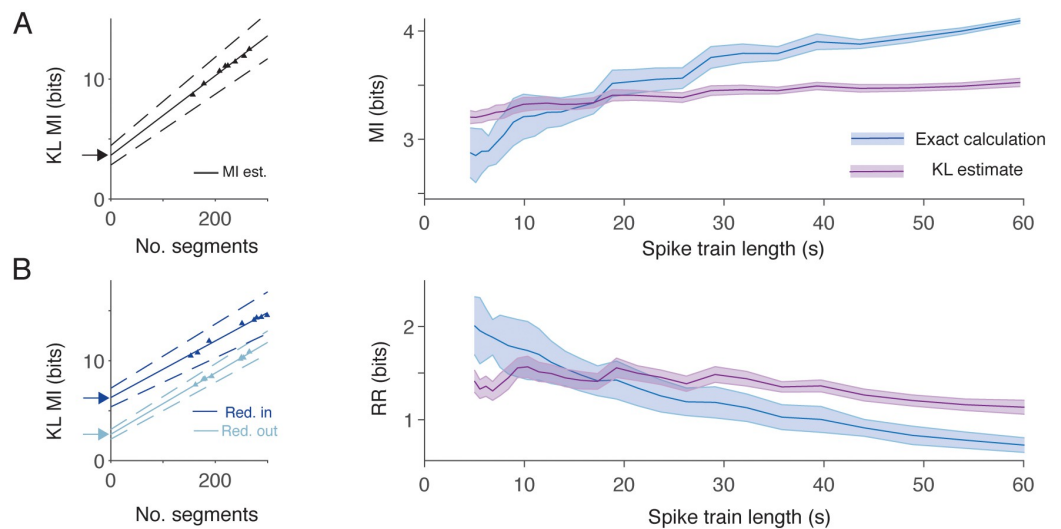 A
KL MI (bits)
10
0
MI est.
0
200
No. segments
MI (bits)
4
3
Exact calculation
KL estimate
0
10
20
30
40
50
60
Spike train length (s)
B
KL MI (bits)
10
0
Red. in
Red. out
0
200
No. segments
RR (bits)
2
1
0
10
20
30
40
50
60
Spike train length (s)